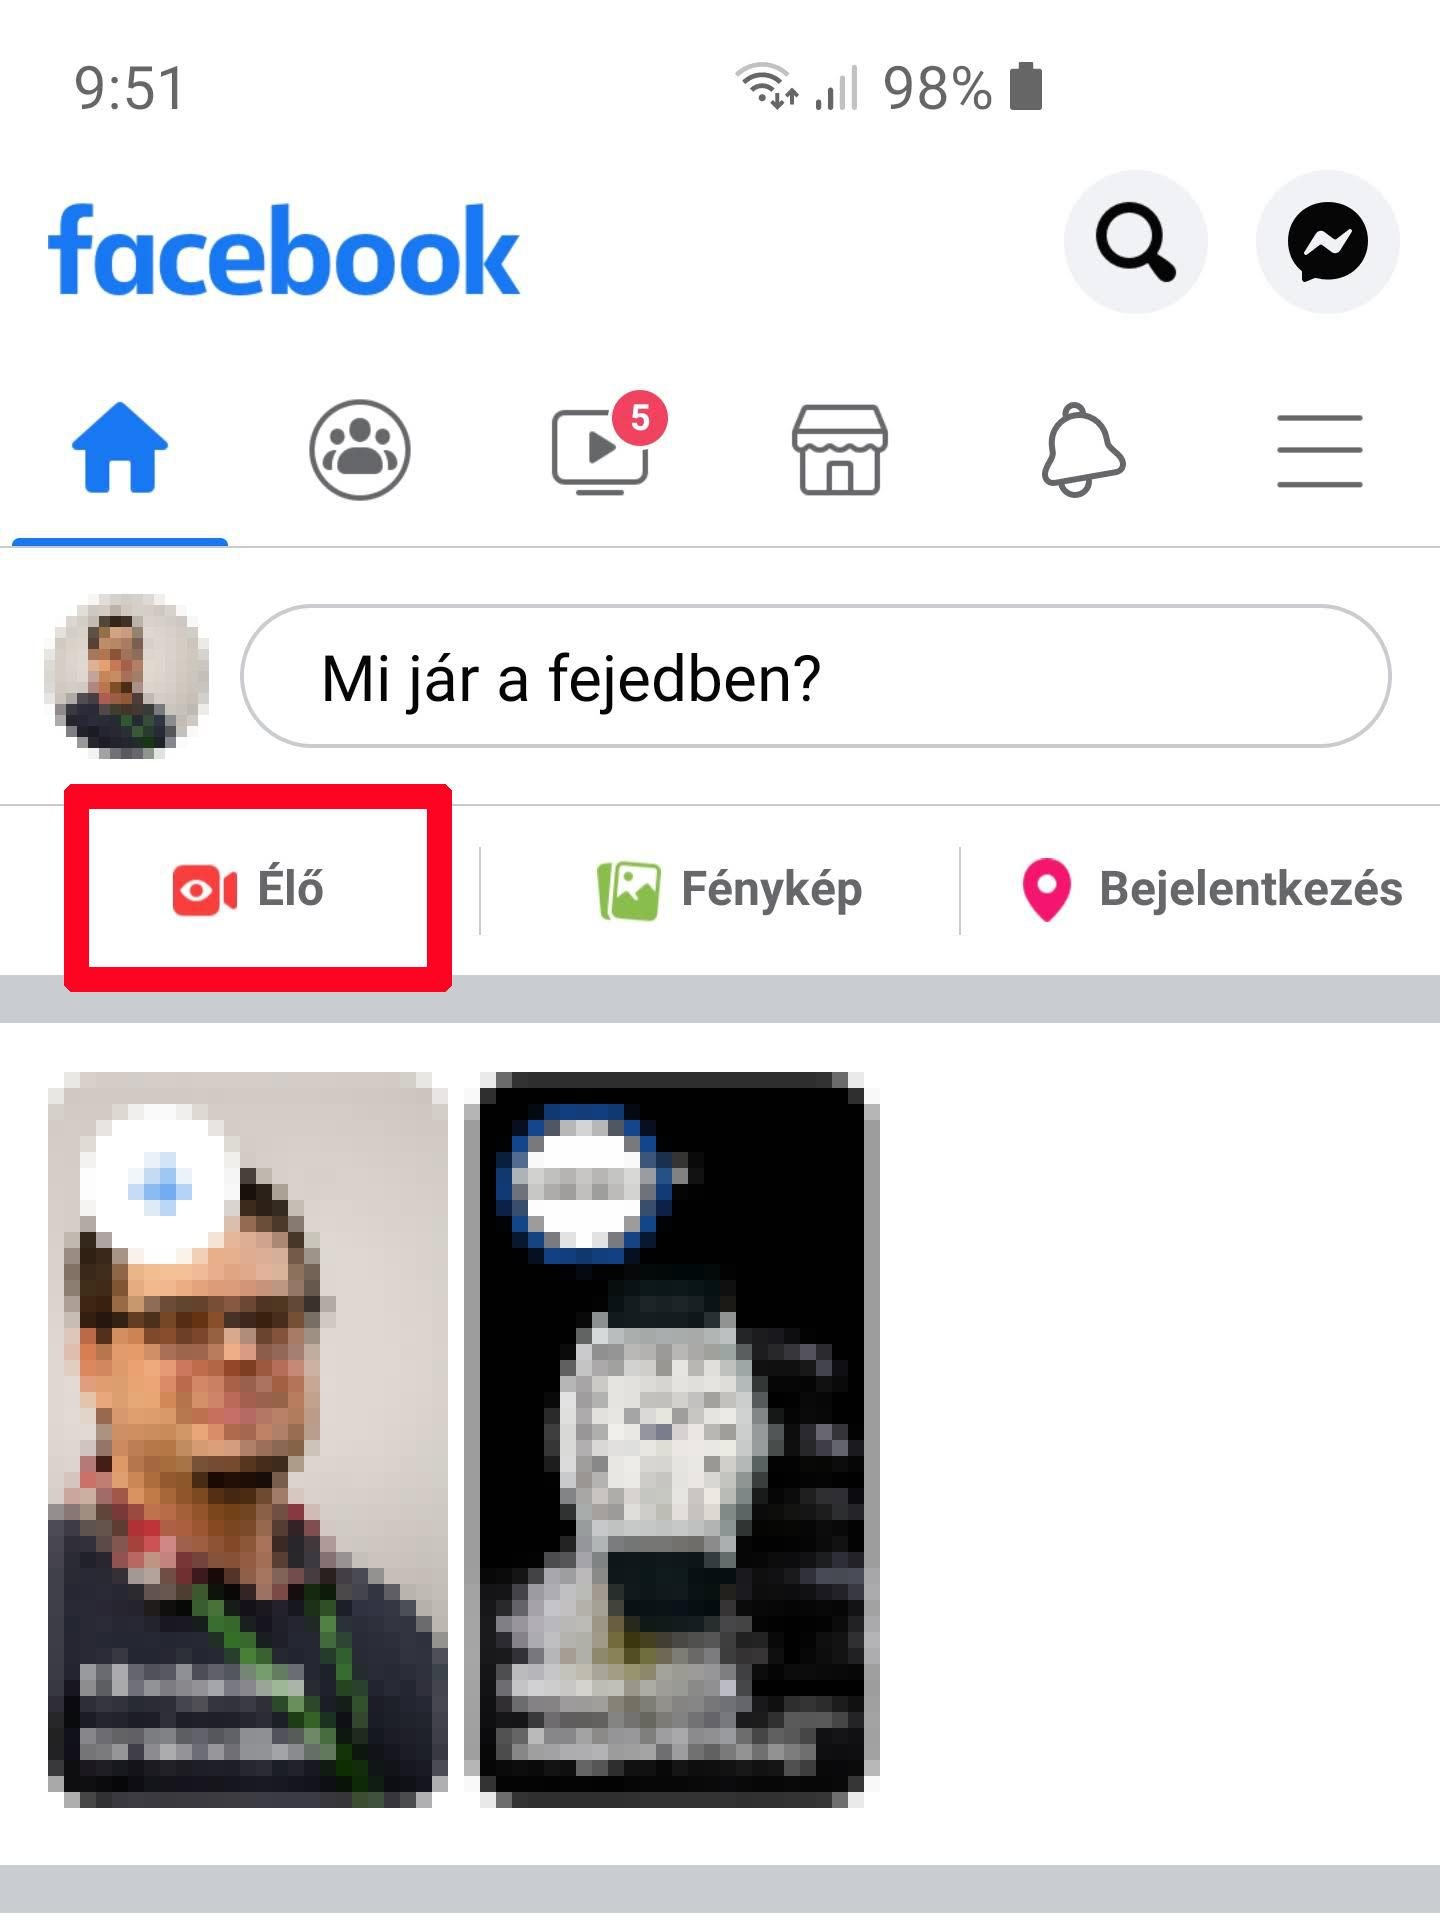 9:51
98%
facebook
5
Mi jár a fejedben?
Élő
Fénykép
Bejelentkezés